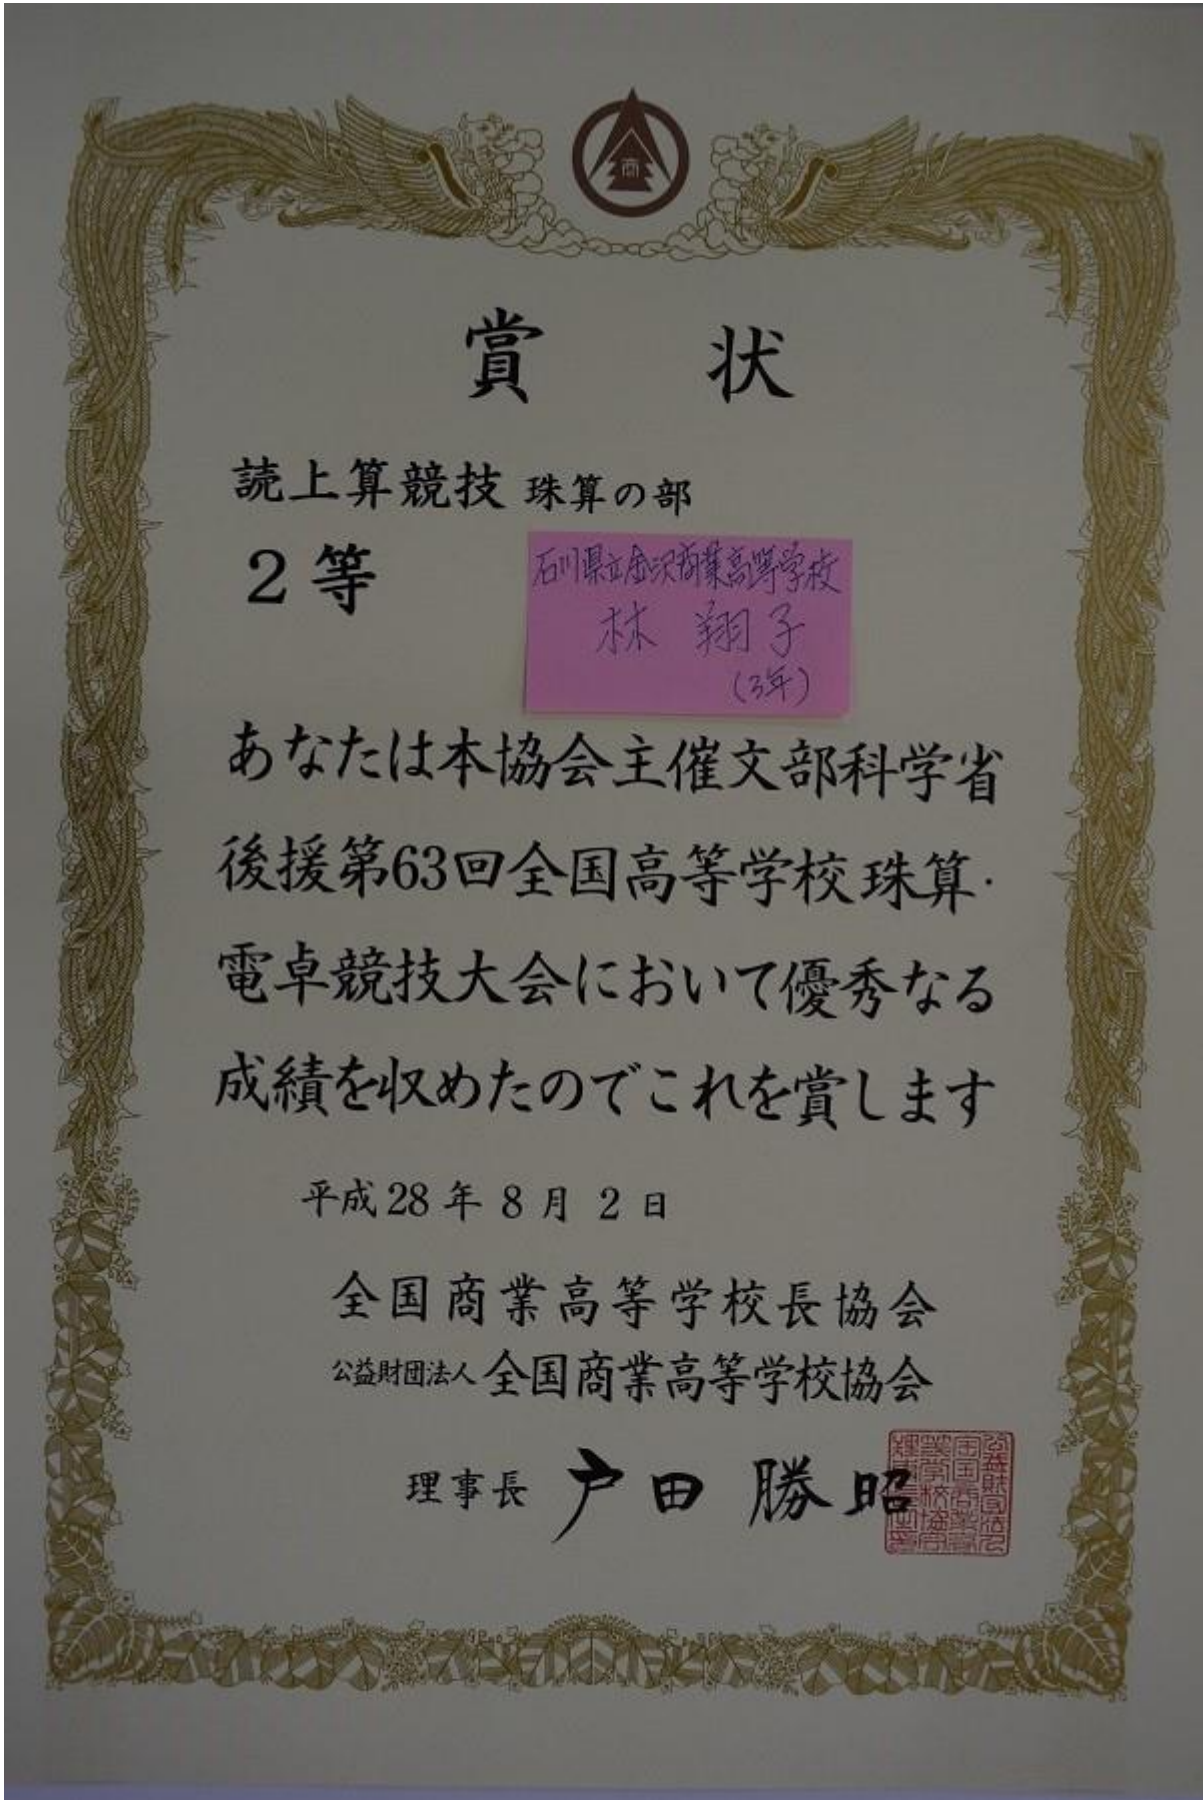 商
賞状
読上算競技 珠算の部
2等
石川県立金沢商業高等学校
林 翔子
(3年)
あなたは本協会主催文部科学省
後援第63回全国高等学校珠算・
電卓競技大会において優秀なる
成績を収めたのでこれを賞します
平成28年8月2日
全国商業高等学校長協会
公益財団法人 全国商業高等学校協会
理事長 戸田勝昭